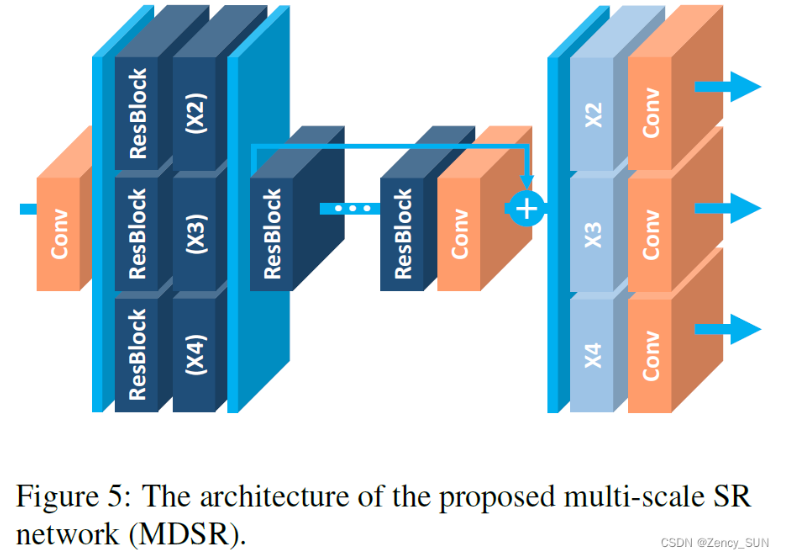 Conv
ResBlock
(X2)
ResBlock
(X3)
ResBlock
(X4)
ResBlock
ResBlock
Conv
+
X2
Conv
X3
Conv
X4
Conv
Figure 5: The architecture of the proposed multi-scale SR
network (MDSR).
CSDN @Zency_SUN